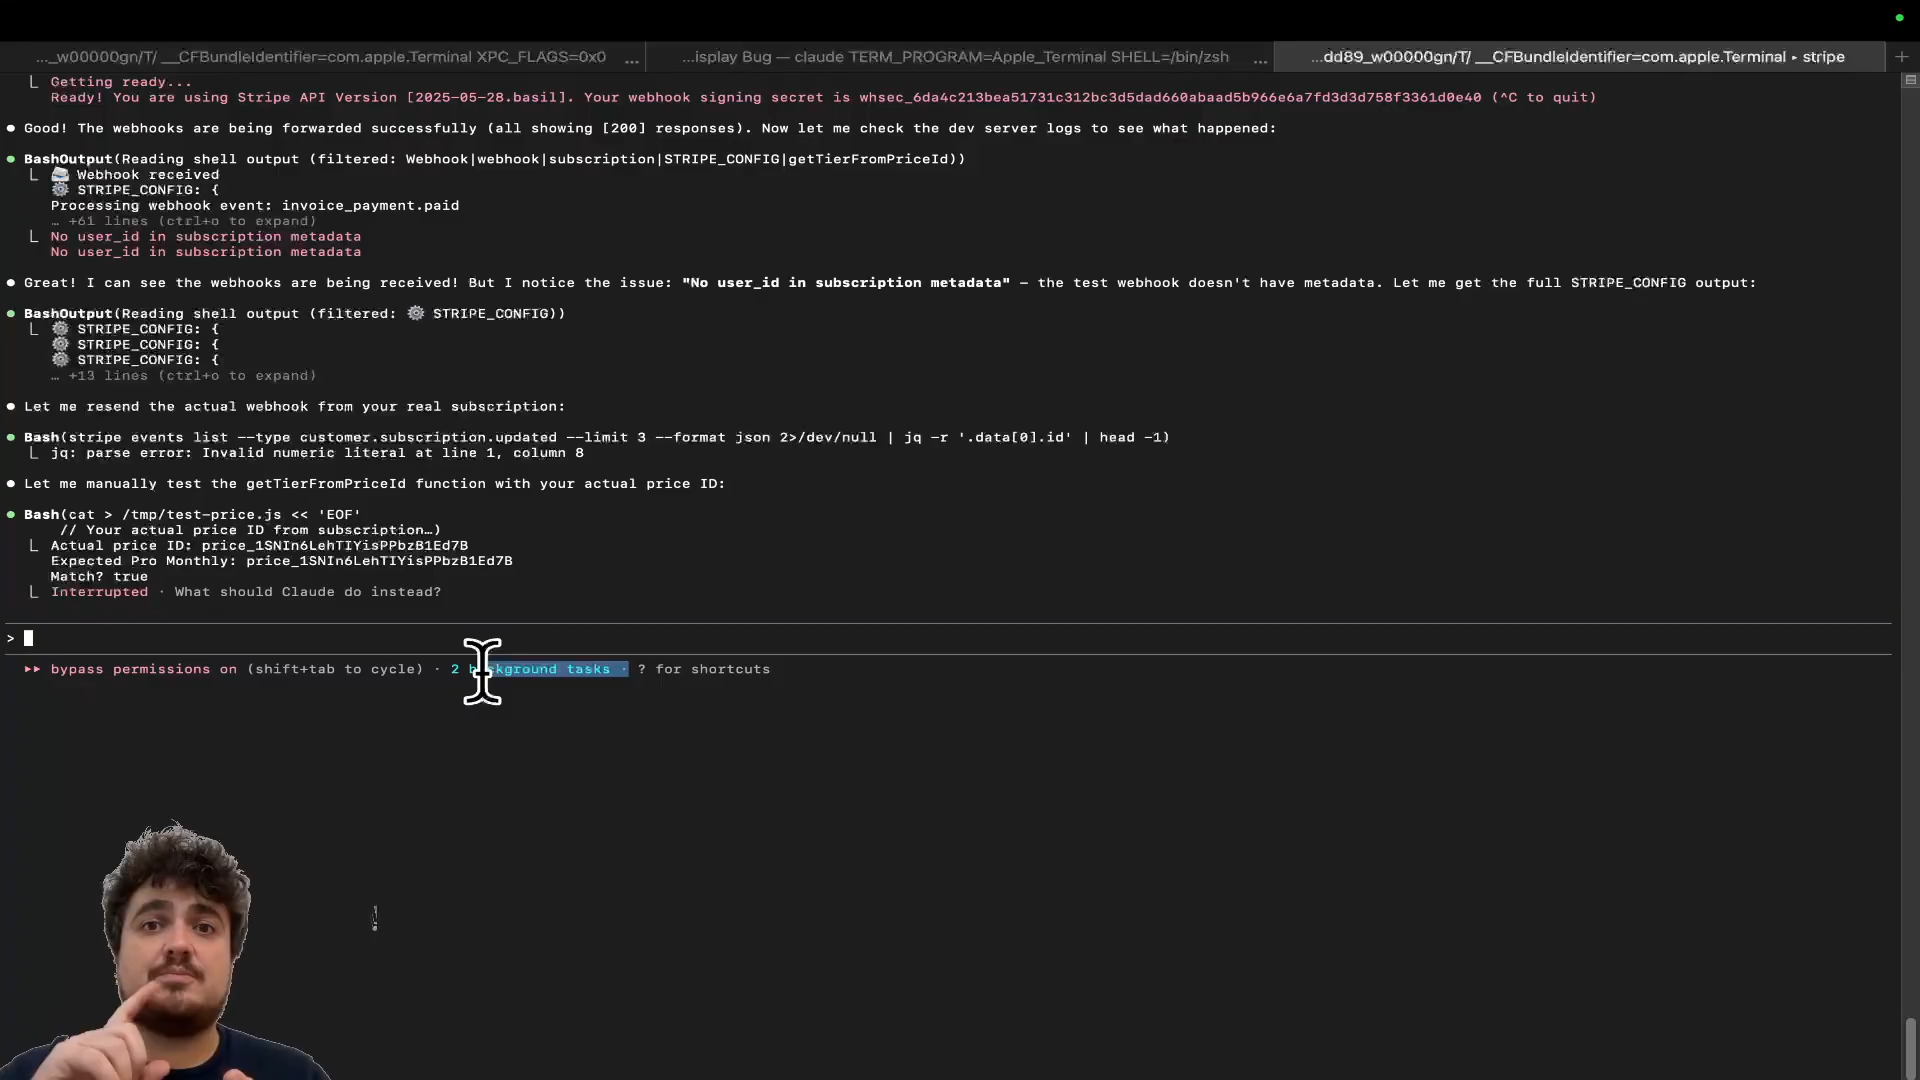 ..._w00000gn/T/ __CFBundleIdentifier=com.apple.Terminal XPC_FLAGS=0x0 ...
...isplay Bug — claude TERM_PROGRAM=Apple_Terminal SHELL=/bin/zsh ...
...dd89_w00000gn/T/ __CFBundleIdentifier=com.apple.Terminal ▸ stripe
Getting ready...
Ready! You are using Stripe API Version [2025-05-28.basil]. Your webhook signing secret is whsec_6da4c213bea51731c312bc3d5dad660abaad5b966e6a7fd3d3d758f3361d0e40 (^C to quit)
Good! The webhooks are being forwarded successfully (all showing [200] responses). Now let me check the dev server logs to see what happened:
BashOutput(Reading shell output (filtered: Webhook|webhook|subscription|STRIPE_CONFIG|getTierFromPriceId))
Webhook received
STRIPE_CONFIG: {
Processing webhook event: invoice_payment.paid
… +61 lines (ctrl+o to expand)
No user_id in subscription metadata
No user_id in subscription metadata
Great! I can see the webhooks are being received! But I notice the issue: "No user_id in subscription metadata" – the test webhook doesn't have metadata. Let me get the full STRIPE_CONFIG output:
BashOutput(Reading shell output (filtered: ⚙️ STRIPE_CONFIG))
STRIPE_CONFIG: {
STRIPE_CONFIG: {
STRIPE_CONFIG: {
… +13 lines (ctrl+o to expand)
Let me resend the actual webhook from your real subscription:
Bash(stripe events list --type customer.subscription.updated --limit 3 --format json 2>/dev/null | jq -r '.data[0].id' | head -1)
jq: parse error: Invalid numeric literal at line 1, column 8
Let me manually test the getTierFromPriceId function with your actual price ID:
Bash(cat > /tmp/test-price.js << 'EOF'
// Your actual price ID from subscription…)
Actual price ID: price_1SNIn6LehTIYisPPbzB1Ed7B
Expected Pro Monthly: price_1SNIn6LehTIYisPPbzB1Ed7B
Match? true
Interrupted · What should Claude do instead?
>
▸▸ bypass permissions on (shift+tab to cycle) · 2 background tasks · ? for shortcuts